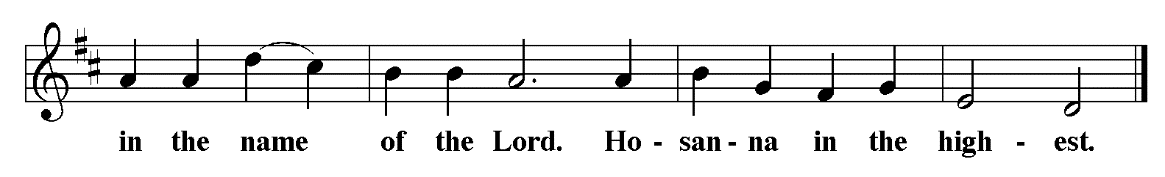 in the name of the Lord. Ho - san - na in the high - est.